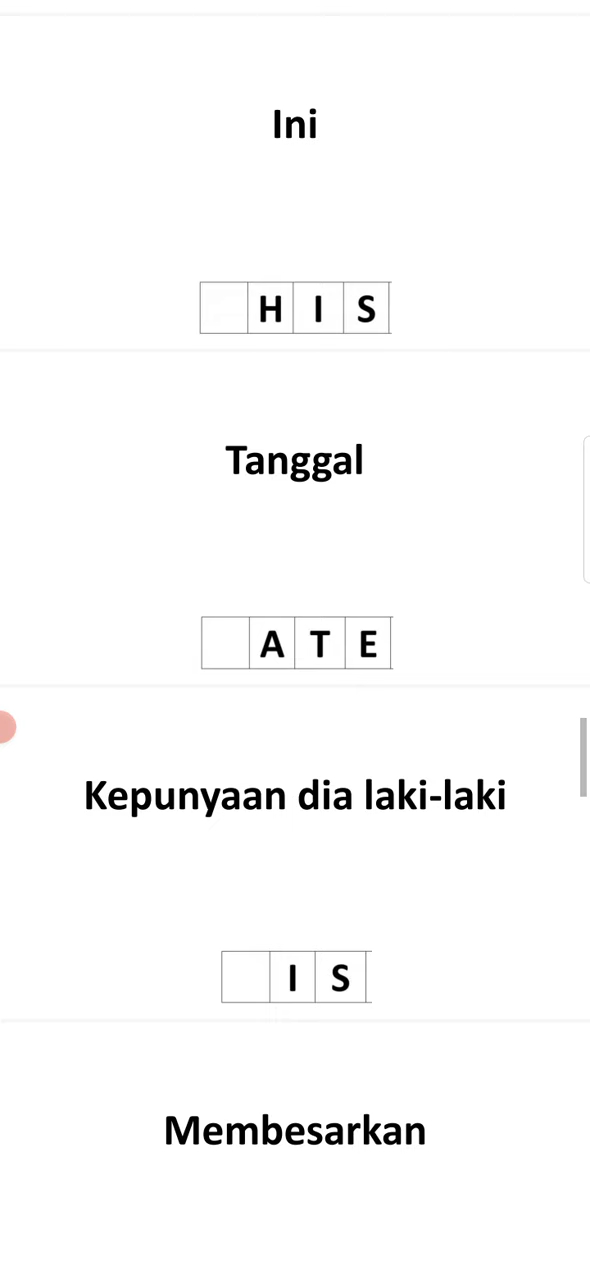 Ini
H I S
Tanggal
A T E
Kepunyaan dia laki-laki
I S
Membesarkan